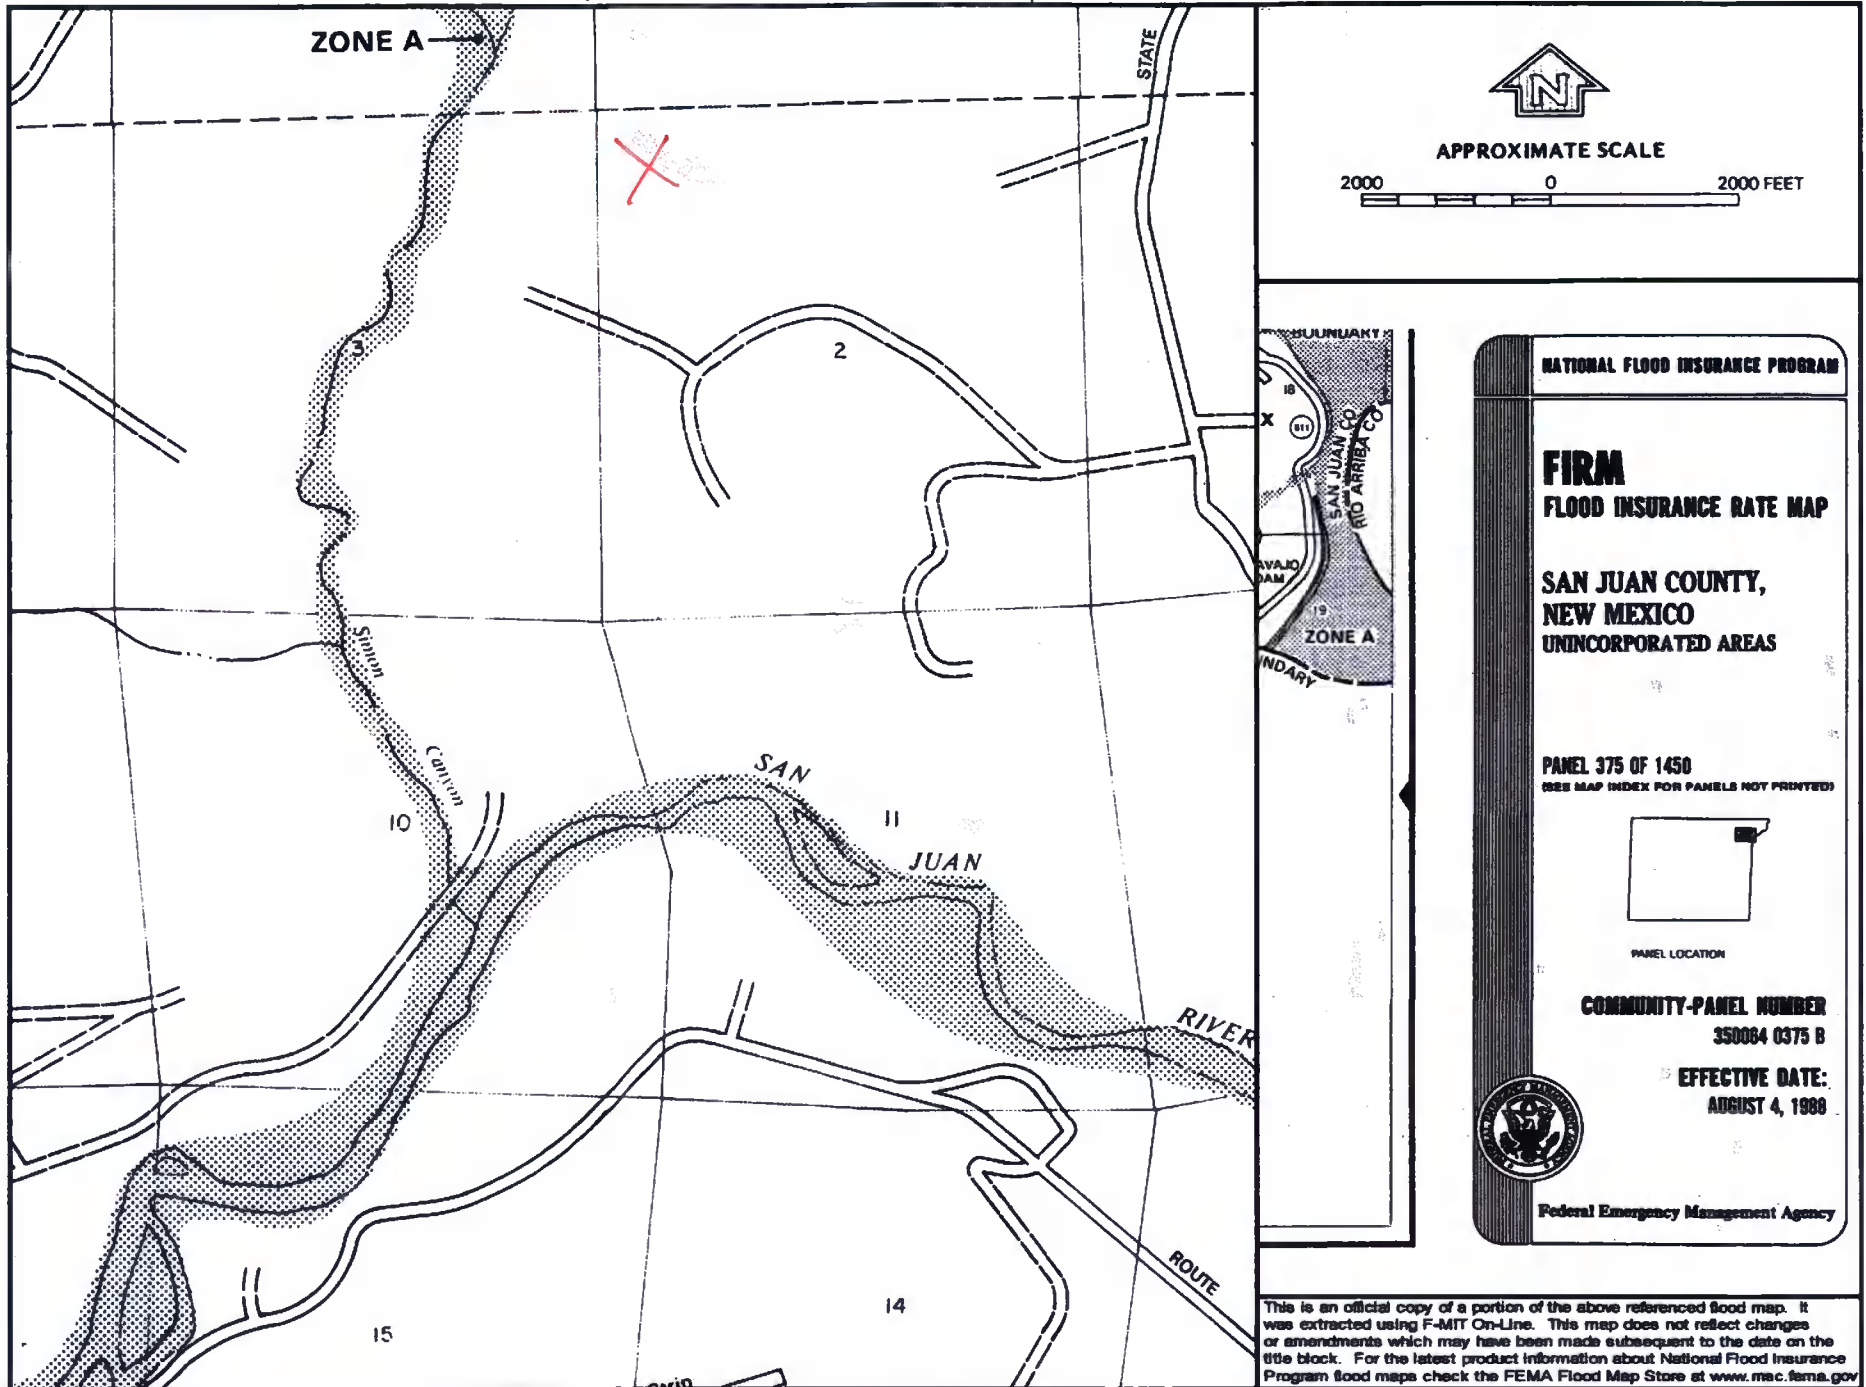 ZONE A
STATE
3
2
Simon
Canyon
10
SAN
11
JUAN
RIVER
ROUTE
14
15
N
APPROXIMATE SCALE
2000 0 2000 FEET
BOUNDARY
18
X
511
SAN JUAN CO
RIO ARRIBA CO
AVAJO
DAM
19
ZONE A
NDARY
NATIONAL FLOOD INSURANCE PROGRAM
FIRM
FLOOD INSURANCE RATE MAP
SAN JUAN COUNTY,
NEW MEXICO
UNINCORPORATED AREAS
PANEL 375 OF 1450
(SEE MAP INDEX FOR PANELS NOT PRINTED)
PANEL LOCATION
COMMUNITY-PANEL NUMBER
350064 0375 B
EFFECTIVE DATE:
AUGUST 4, 1988
Federal Emergency Management Agency
This is an official copy of a portion of the above referenced flood map. It
was extracted using F-MIT On-Line. This map does not reflect changes
or amendments which may have been made subsequent to the date on the
title block. For the latest product information about National Flood Insurance
Program flood maps check the FEMA Flood Map Store at www.msc.fema.gov